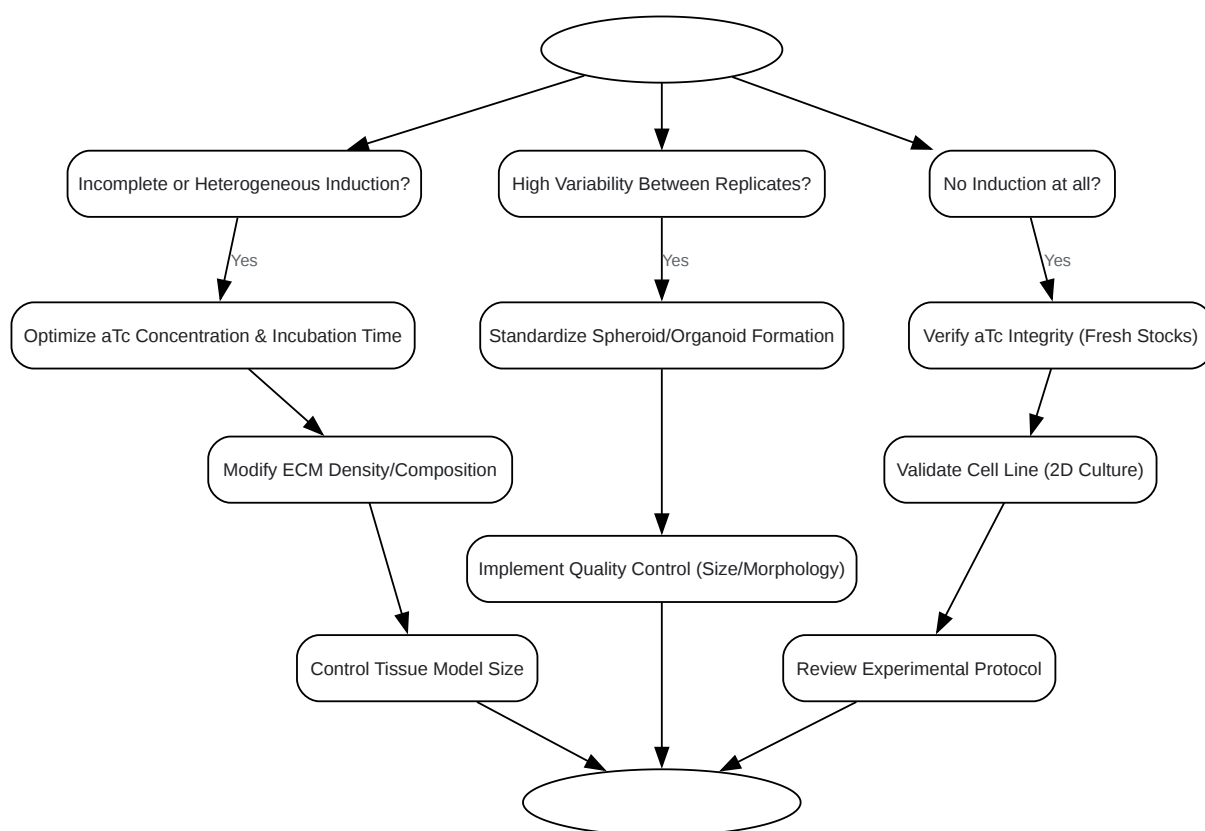 Incomplete or Heterogeneous Induction?
High Variability Between Replicates?
No Induction at all?
Yes
Yes
Yes
Optimize aTc Concentration & Incubation Time
Standardize Spheroid/Organoid Formation
Verify aTc Integrity (Fresh Stocks)
Modify ECM Density/Composition
Validate Cell Line (2D Culture)
Implement Quality Control (Size/Morphology)
Control Tissue Model Size
Review Experimental Protocol